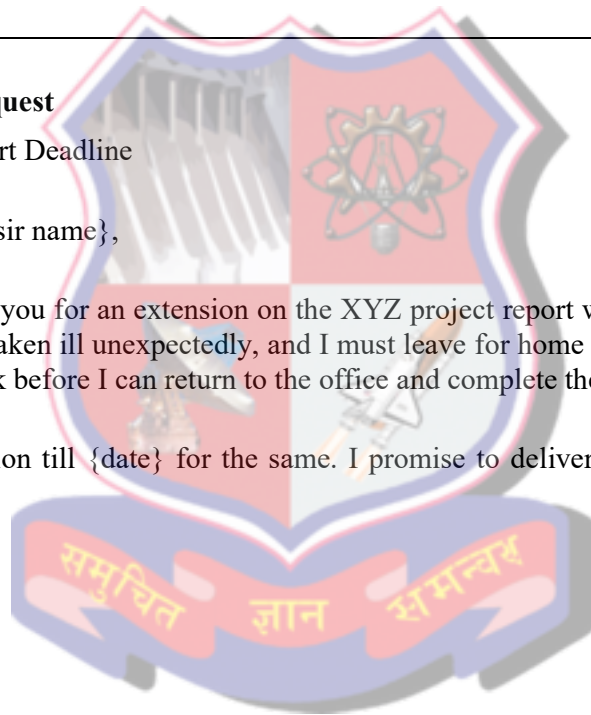 quest
rt Deadline
sir name},
you for an extension on the XYZ project report w
aken ill unexpectedly, and I must leave for home
k before I can return to the office and complete the
on till {date} for the same. I promise to deliver
समुचित ज्ञान समन्वय